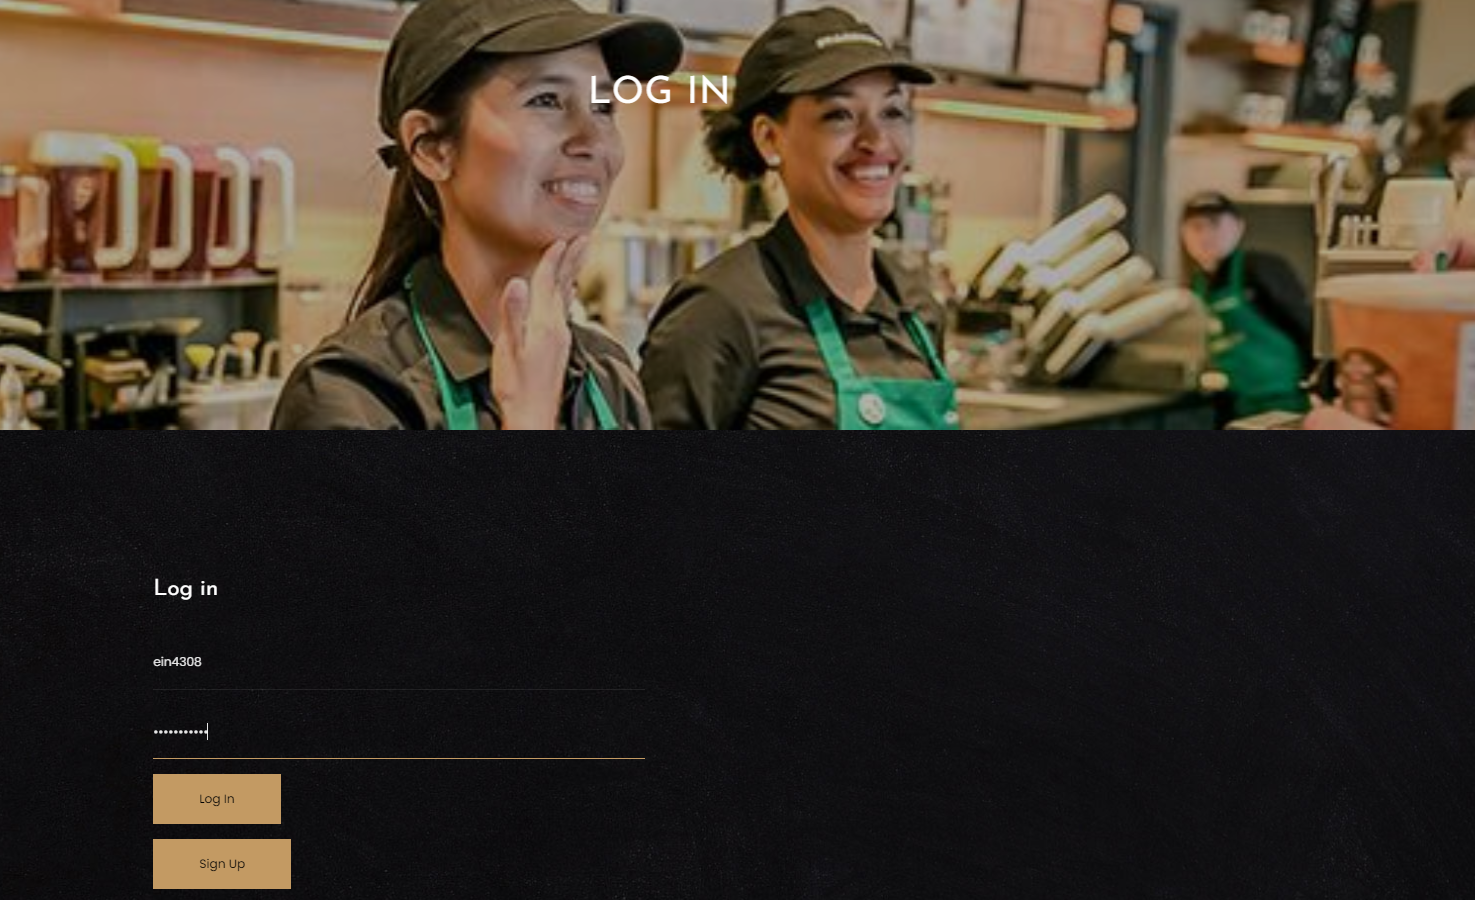 LOG IN
Log in
ein4308
•••••••••••
Log In
Sign Up